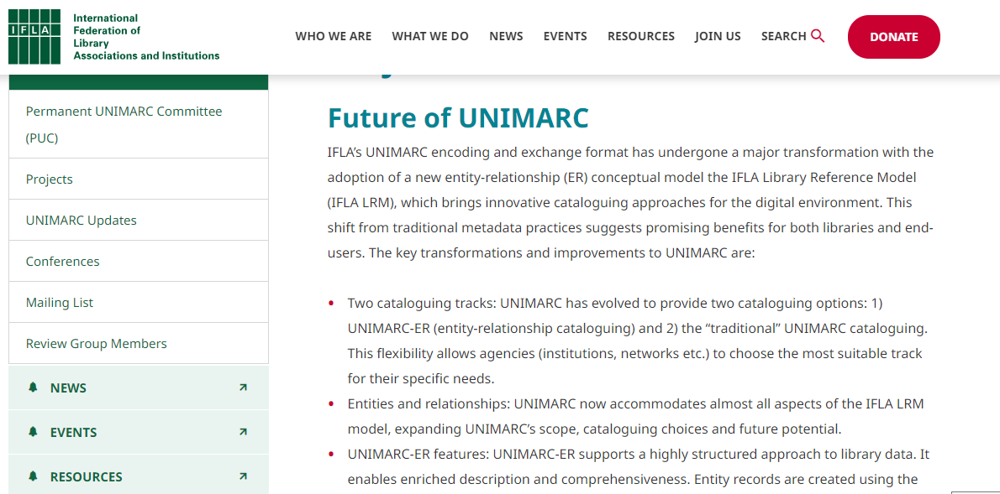 IFLA
International
Federation of
Library
Associations and Institutions
WHO WE ARE WHAT WE DO NEWS EVENTS RESOURCES JOIN US SEARCH DONATE
Permanent UNIMARC Committee
(PUC)
Projects
UNIMARC Updates
Conferences
Mailing List
Review Group Members
NEWS
EVENTS
RESOURCES
Future of UNIMARC
IFLA’s UNIMARC encoding and exchange format has undergone a major transformation with the
adoption of a new entity-relationship (ER) conceptual model the IFLA Library Reference Model
(IFLA LRM), which brings innovative cataloguing approaches for the digital environment. This
shift from traditional metadata practices suggests promising benefits for both libraries and end-
users. The key transformations and improvements to UNIMARC are:
• Two cataloguing tracks: UNIMARC has evolved to provide two cataloguing options: 1)
UNIMARC-ER (entity-relationship cataloguing) and 2) the “traditional” UNIMARC cataloguing.
This flexibility allows agencies (institutions, networks etc.) to choose the most suitable track
for their specific needs.
• Entities and relationships: UNIMARC now accommodates almost all aspects of the IFLA LRM
model, expanding UNIMARC’s scope, cataloguing choices and future potential.
• UNIMARC-ER features: UNIMARC-ER supports a highly structured approach to library data. It
enables enriched description and comprehensiveness. Entity records are created using the